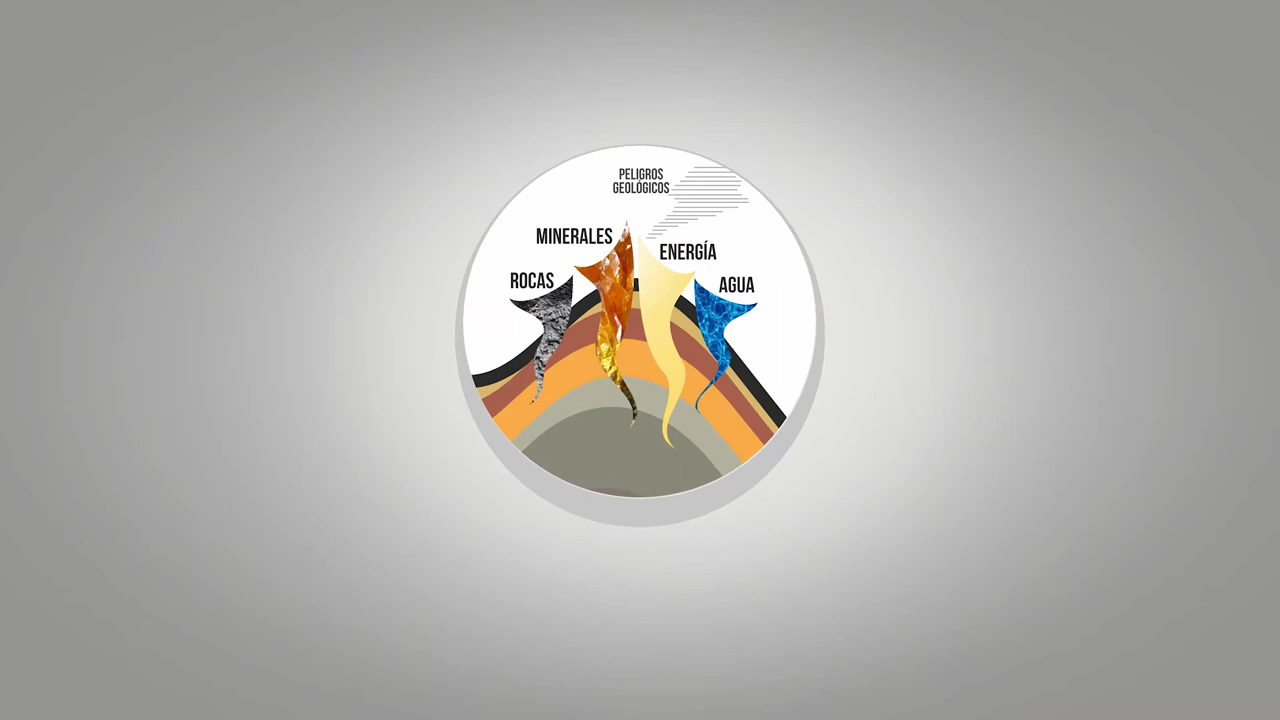 PELIGROS
GEOLÓGICOS
MINERALES
ENERGÍA
ROCAS
AGUA